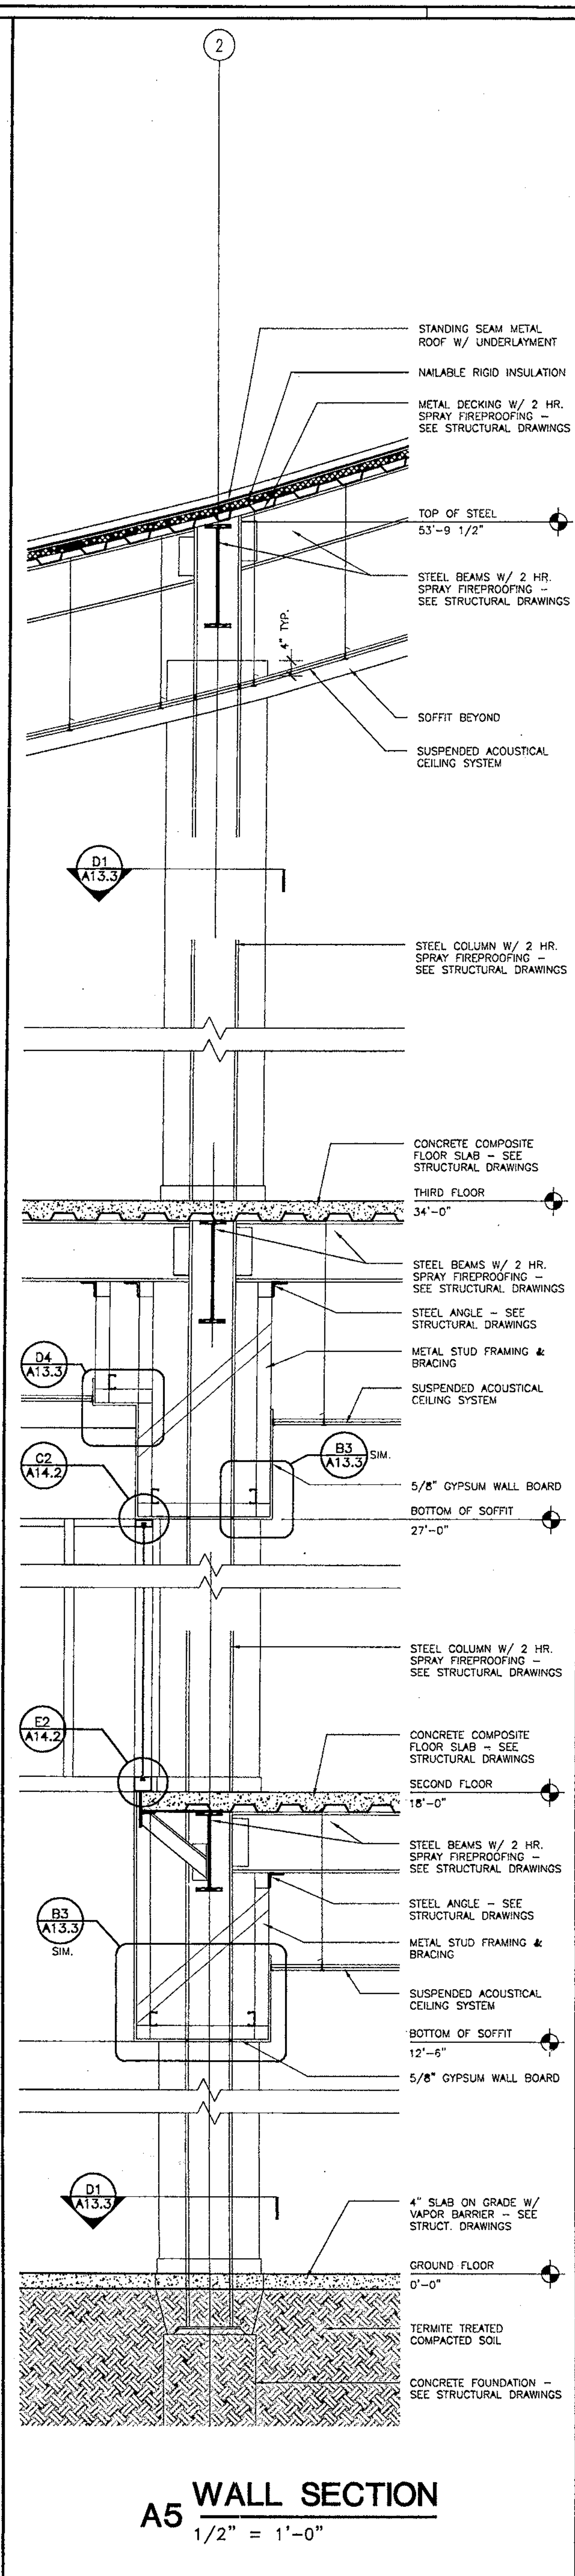 2
STANDING SEAM METAL
ROOF W/ UNDERLAYMENT
NAILABLE RIGID INSULATION
METAL DECKING W/ 2 HR.
SPRAY FIREPROOFING –
SEE STRUCTURAL DRAWINGS
TOP OF STEEL
53'-9 1/2"
STEEL BEAMS W/ 2 HR.
SPRAY FIREPROOFING –
SEE STRUCTURAL DRAWINGS
4" TYP.
SOFFIT BEYOND
SUSPENDED ACOUSTICAL
CEILING SYSTEM
D1
A13.3
STEEL COLUMN W/ 2 HR.
SPRAY FIREPROOFING –
SEE STRUCTURAL DRAWINGS
CONCRETE COMPOSITE
FLOOR SLAB – SEE
STRUCTURAL DRAWINGS
THIRD FLOOR
34'-0"
STEEL BEAMS W/ 2 HR.
SPRAY FIREPROOFING –
SEE STRUCTURAL DRAWINGS
STEEL ANGLE – SEE
STRUCTURAL DRAWINGS
METAL STUD FRAMING &
BRACING
D4
A13.3
SUSPENDED ACOUSTICAL
CEILING SYSTEM
B3
A13.3
SIM.
C2
A14.2
5/8" GYPSUM WALL BOARD
BOTTOM OF SOFFIT
27'-0"
STEEL COLUMN W/ 2 HR.
SPRAY FIREPROOFING –
SEE STRUCTURAL DRAWINGS
E2
A14.2
CONCRETE COMPOSITE
FLOOR SLAB – SEE
STRUCTURAL DRAWINGS
SECOND FLOOR
18'-0"
STEEL BEAMS W/ 2 HR.
SPRAY FIREPROOFING –
SEE STRUCTURAL DRAWINGS
STEEL ANGLE – SEE
STRUCTURAL DRAWINGS
B3
A13.3
SIM.
METAL STUD FRAMING &
BRACING
SUSPENDED ACOUSTICAL
CEILING SYSTEM
BOTTOM OF SOFFIT
12'-6"
5/8" GYPSUM WALL BOARD
D1
A13.3
4" SLAB ON GRADE W/
VAPOR BARRIER – SEE
STRUCT. DRAWINGS
GROUND FLOOR
0'-0"
TERMITE TREATED
COMPACTED SOIL
CONCRETE FOUNDATION –
SEE STRUCTURAL DRAWINGS
A5 WALL SECTION
1/2" = 1'-0"